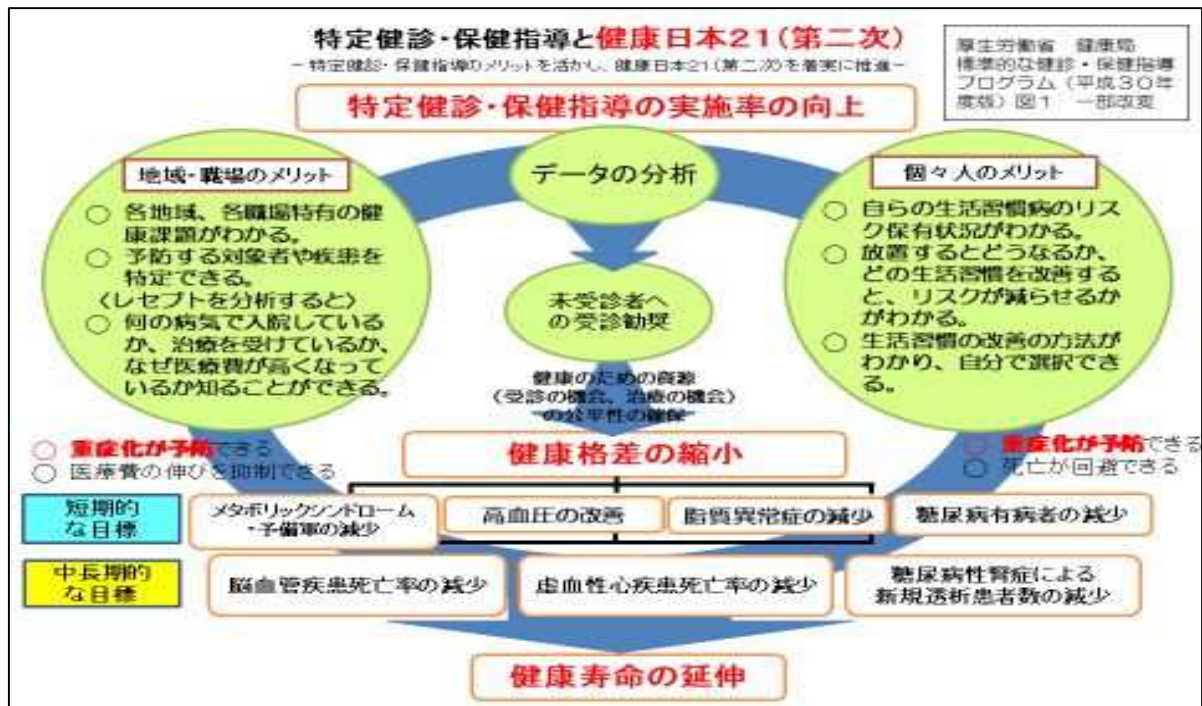 特定健診・保健指導と健康日本21(第二次)
－特定健診・保健指導のメリットを活かし、健康日本21(第二次)を着実に推進－
厚生労働省　健康局
標準的な健診・保健指導
プログラム（平成30年
度版）図1　一部改変
特定健診・保健指導の実施率の向上
地域・職場のメリット
○ 各地域、各職場特有の健
康課題がわかる。
○ 予防する対象者や疾患を
特定できる。
（レセプトを分析すると）
○ 何の病気で入院している
か、治療を受けているか、
なぜ医療費が高くなって
いるか知ることができる。
データの分析
未受診者へ
の受診勧奨
個々人のメリット
○ 自らの生活習慣病のリス
ク保有状況がわかる。
○ 放置するとどうなるか、
どの生活習慣を改善する
と、リスクが減らせるか
がわかる。
○ 生活習慣の改善の方法が
わかり、自分で選択でき
る。
健康のための資源
（受診の機会、治療の機会）
の公平性の確保
○ 重症化が予防できる
○ 医療費の伸びを抑制できる
健康格差の縮小
○ 重症化が予防できる
○ 死亡が回避できる
短期的
な目標
メタボリックシンドローム
・予備軍の減少
高血圧の改善
脂質異常症の減少
糖尿病有病者の減少
中長期的
な目標
脳血管疾患死亡率の減少
虚血性心疾患死亡率の減少
糖尿病性腎症による
新規透析患者数の減少
健康寿命の延伸